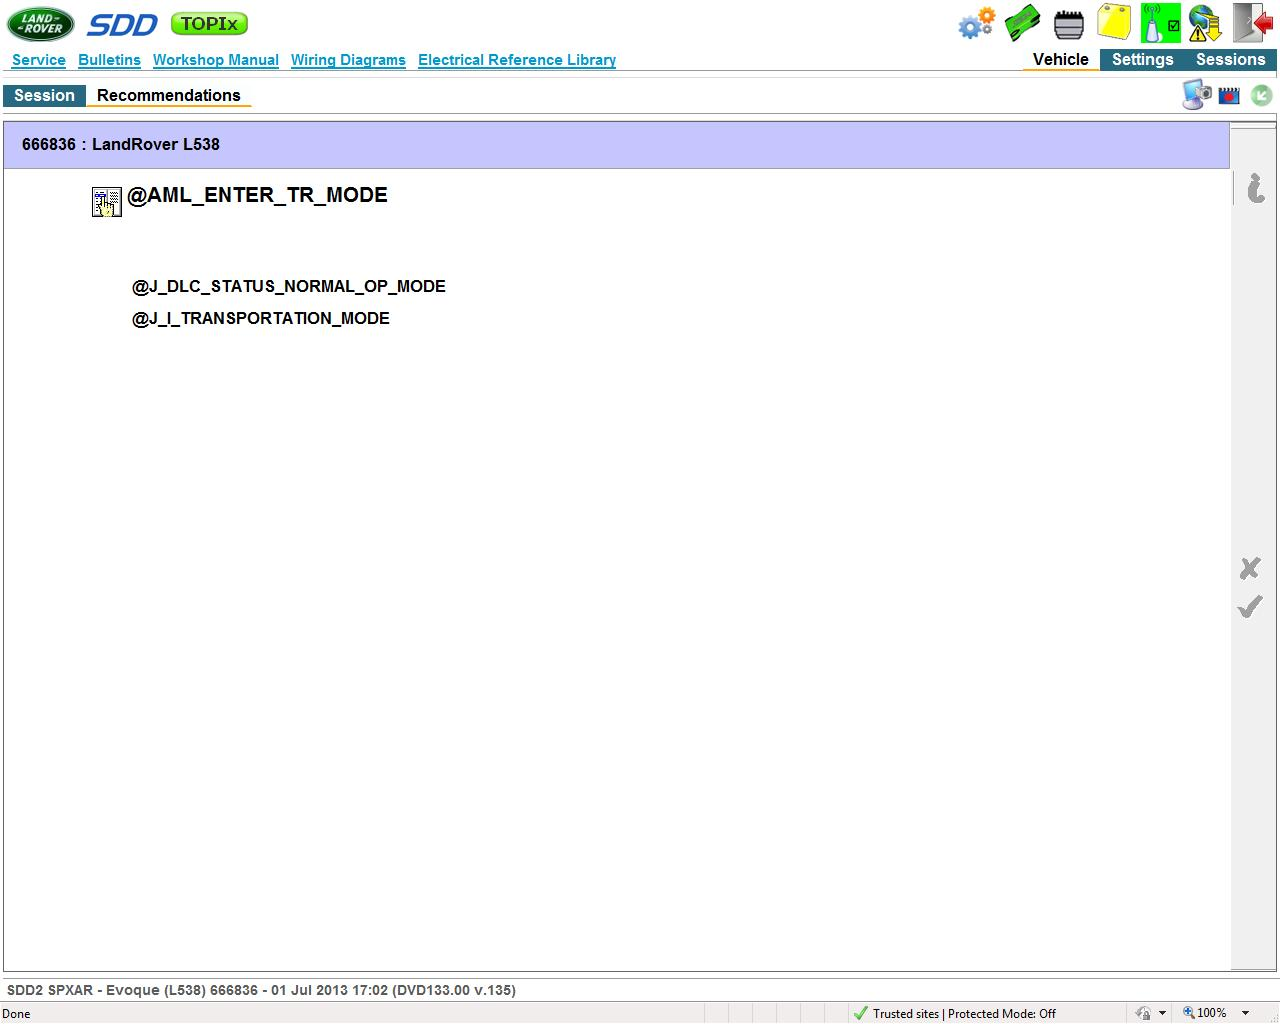 LAND-
-ROVER
SDD
TOPIx
Service Bulletins Workshop Manual Wiring Diagrams Electrical Reference Library
Vehicle Settings Sessions
Session Recommendations
666836 : LandRover L538
@AML_ENTER_TR_MODE
@J_DLC_STATUS_NORMAL_OP_MODE
@J_I_TRANSPORTATION_MODE
SDD2 SPXAR - Evoque (L538) 666836 - 01 Jul 2013 17:02 (DVD133.00 v.135)
Done
Trusted sites | Protected Mode: Off
100%